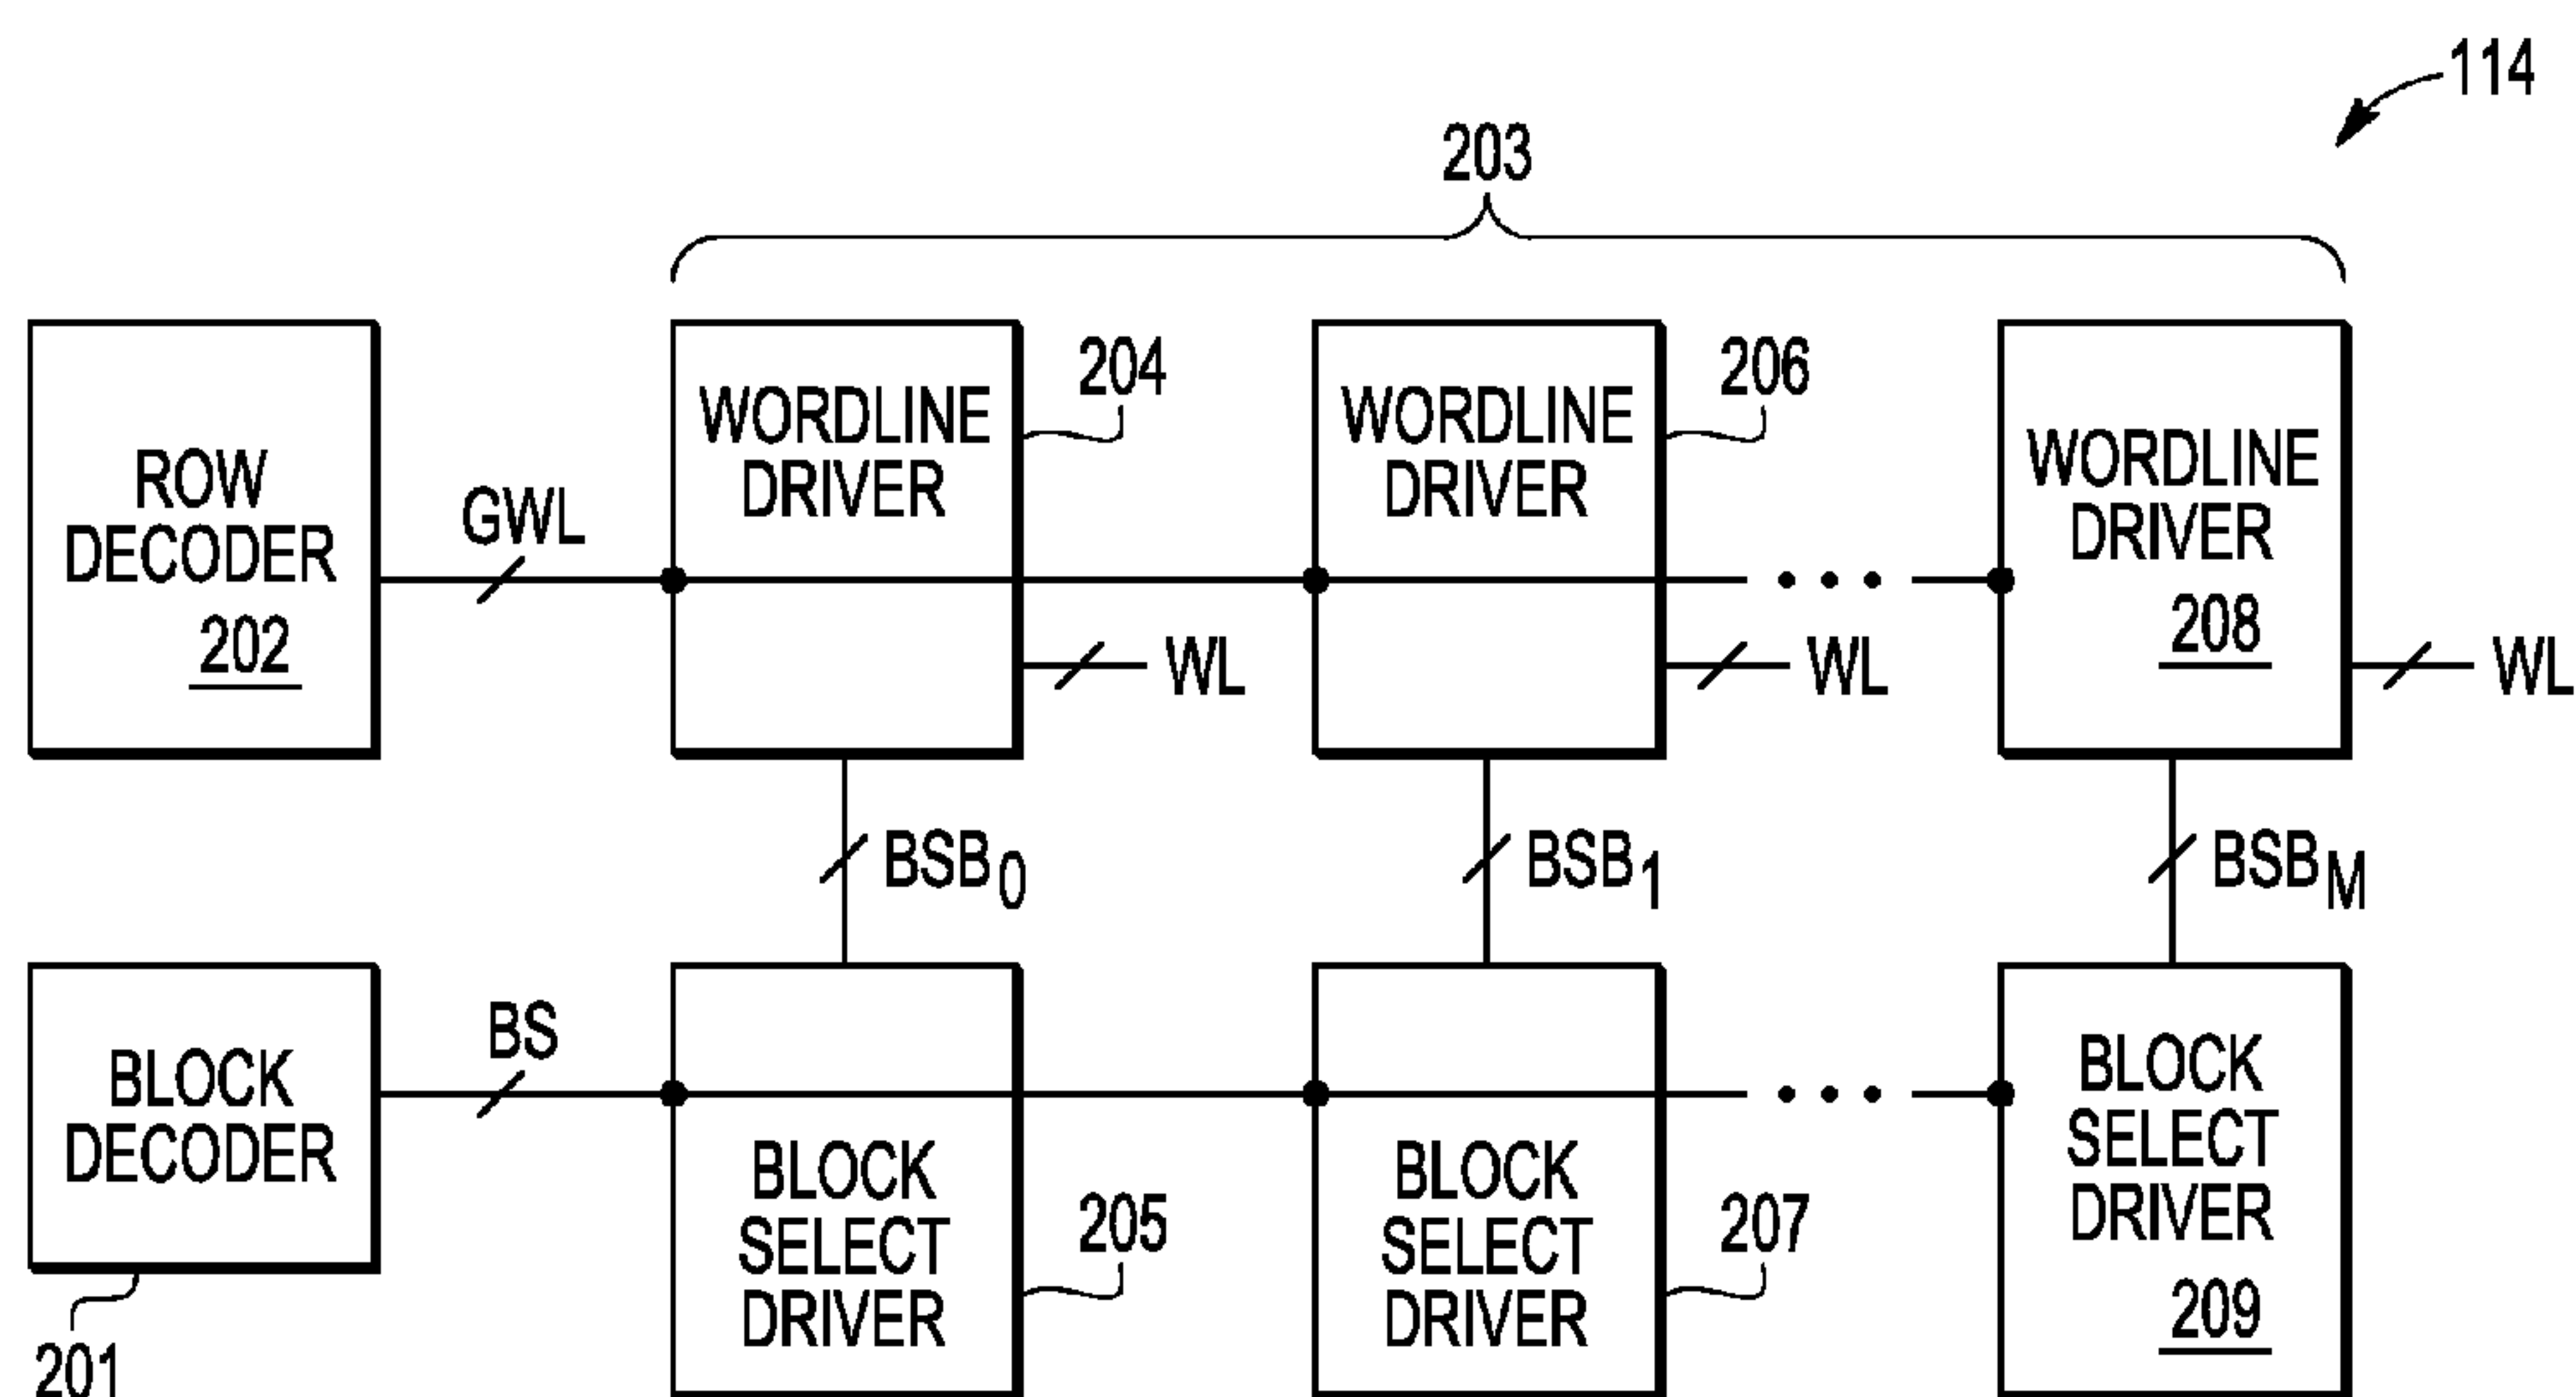 114
203
ROW
DECODER
202
GWL
WORDLINE
DRIVER
204
WL
WORDLINE
DRIVER
206
WL
WORDLINE
DRIVER
208
WL
BSB0
BSB1
BSBM
BLOCK
DECODER
201
BS
BLOCK
SELECT
DRIVER
205
BLOCK
SELECT
DRIVER
207
BLOCK
SELECT
DRIVER
209